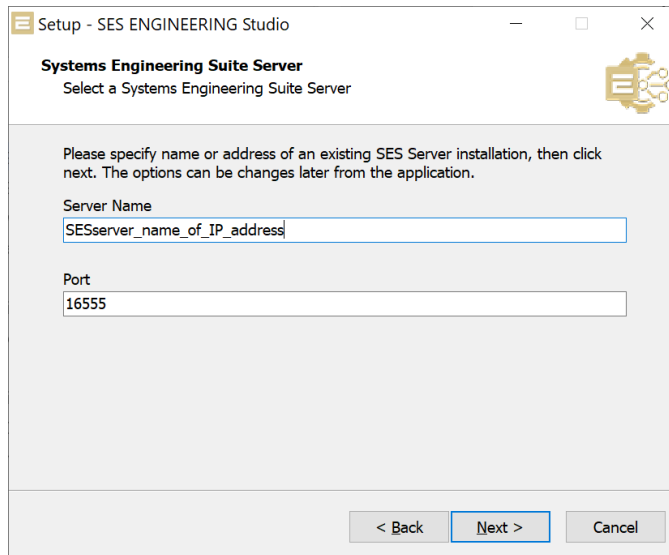 Setup - SES ENGINEERING Studio
Systems Engineering Suite Server
Select a Systems Engineering Suite Server
Please specify name or address of an existing SES Server installation, then click
next. The options can be changes later from the application.
Server Name
SESserver_name_of_IP_address
Port
16555
< Back
Next >
Cancel